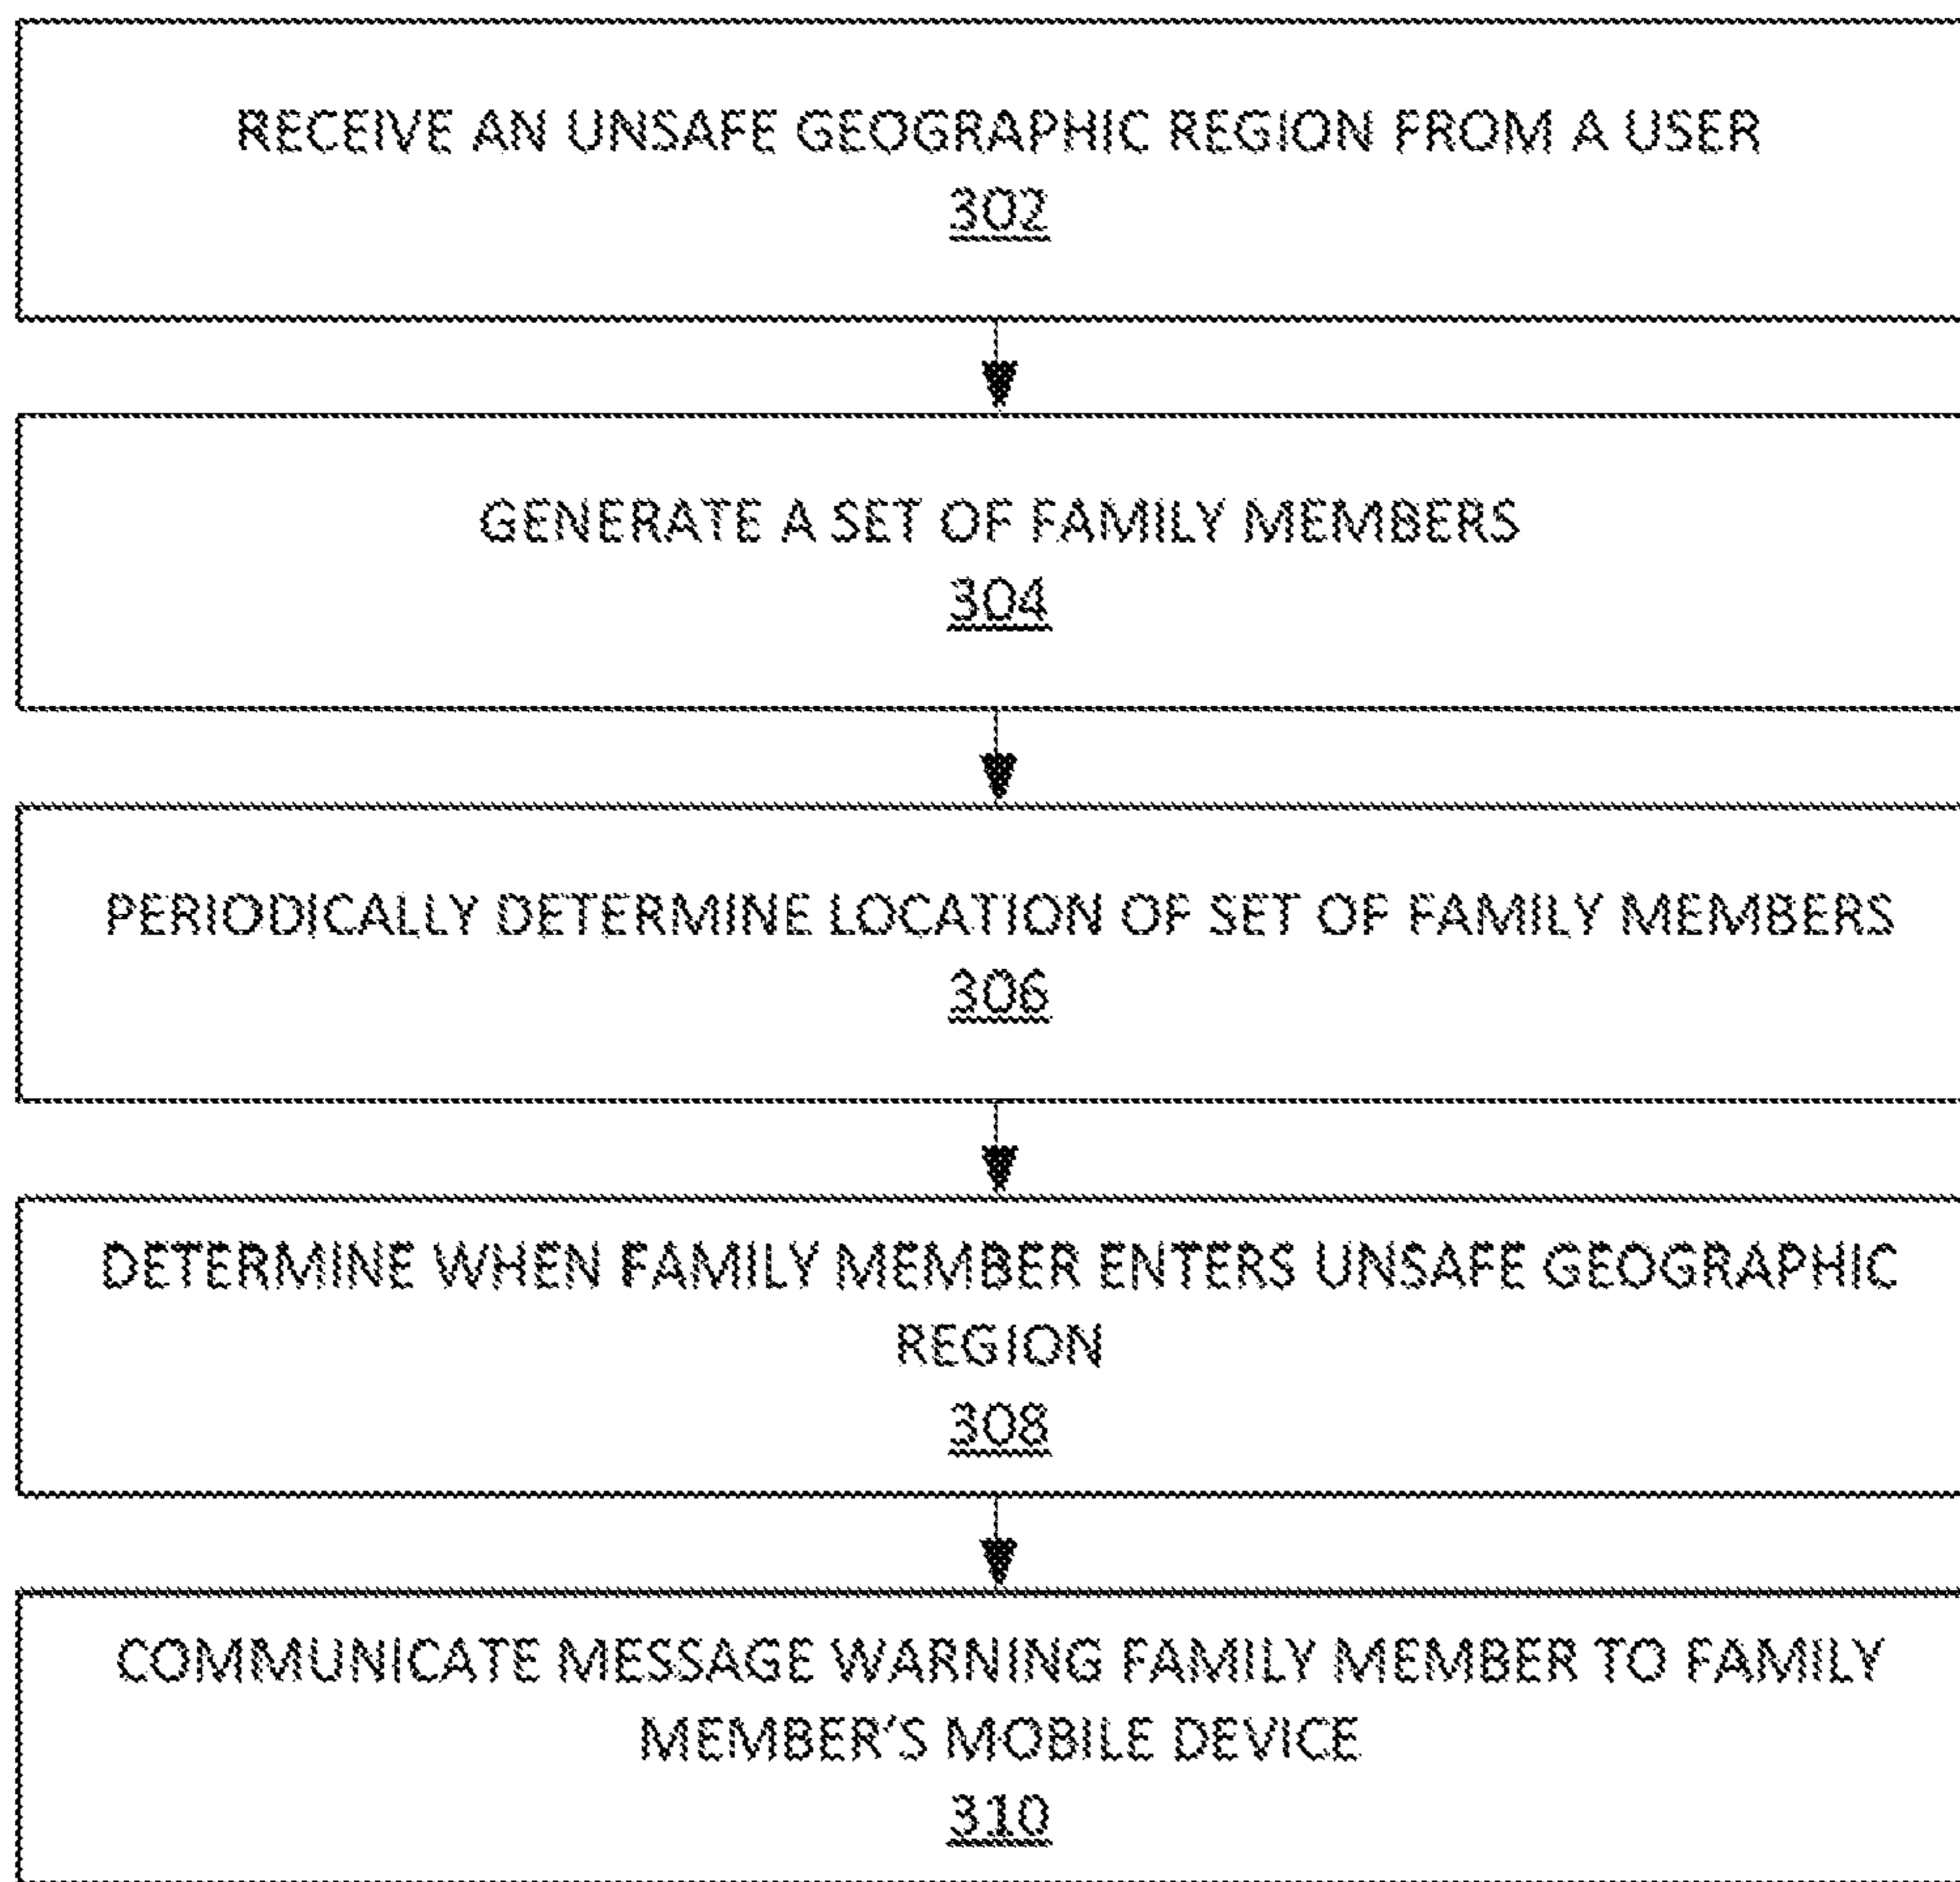 RECEIVE AN UNSAFE GEOGRAPHIC REGION FROM A USER
302
GENERATE A SET OF FAMILY MEMBERS
304
PERIODICALLY DETERMINE LOCATION OF SET OF FAMILY MEMBERS
306
DETERMINE WHEN FAMILY MEMBER ENTERS UNSAFE GEOGRAPHIC
REGION
308
COMMUNICATE MESSAGE WARNING FAMILY MEMBER TO FAMILY
MEMBER'S MOBILE DEVICE
310